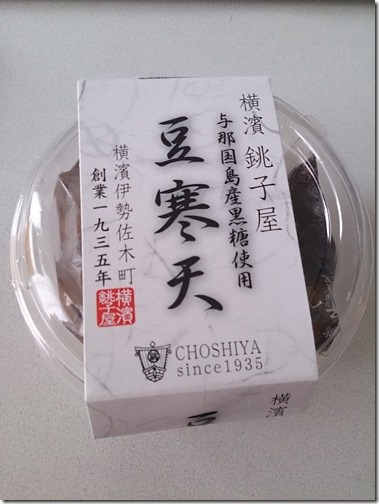 横濱 銚子屋
与那国島産黒糖使用
豆寒天
横濱伊勢佐木町
創業一九三五年
横濱
銚子屋
CHOSHIYA
since1935
横濱
豆